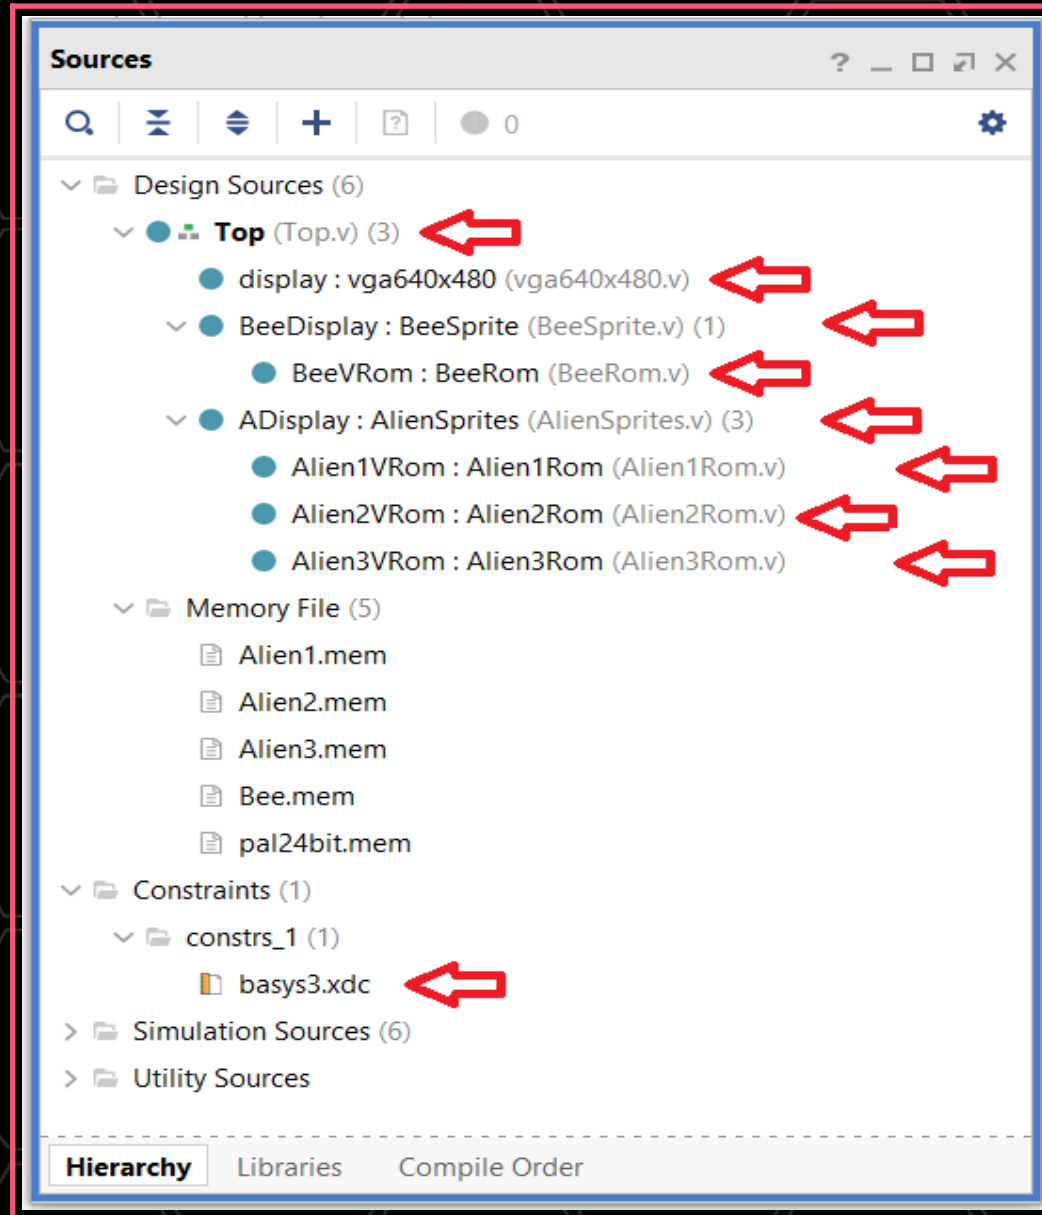 Sources
0
Design Sources (6)
Top (Top.v) (3)
display : vga640x480 (vga640x480.v)
BeeDisplay : BeeSprite (BeeSprite.v) (1)
BeeVRom : BeeRom (BeeRom.v)
ADisplay : AlienSprites (AlienSprites.v) (3)
Alien1VRom : Alien1Rom (Alien1Rom.v)
Alien2VRom : Alien2Rom (Alien2Rom.v)
Alien3VRom : Alien3Rom (Alien3Rom.v)
Memory File (5)
Alien1.mem
Alien2.mem
Alien3.mem
Bee.mem
pal24bit.mem
Constraints (1)
constrs_1 (1)
basys3.xdc
Simulation Sources (6)
Utility Sources
Hierarchy Libraries Compile Order